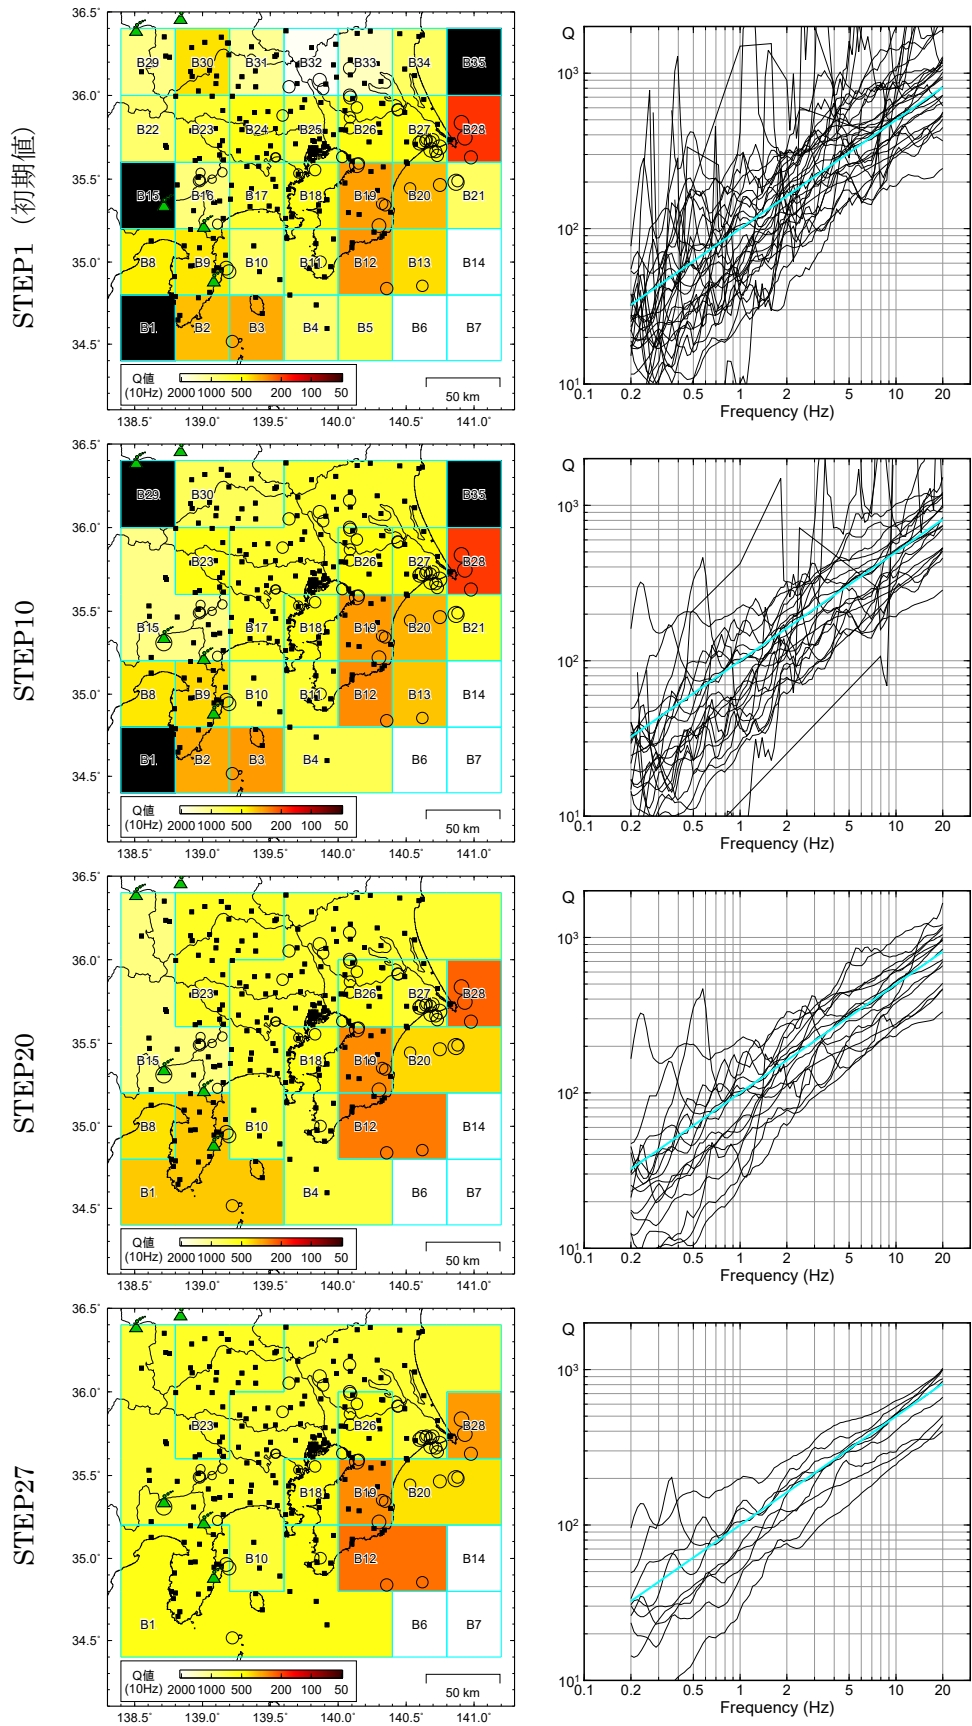 STEP1（初期値）
36.5°
36.0°
35.5°
35.0°
34.5°
B29 B30 B31 B32 B33 B34 B35
B22 B23 B24 B25 B26 B27 B28
B15 B16 B17 B18 B19 B20 B21
B8 B9 B10 B11 B12 B13 B14
B1 B2 B3 B4 B5 B6 B7
Q値
(10Hz)
2000 1000 500 200 100 50
50 km
138.5° 139.0° 139.5° 140.0° 140.5° 141.0°
Q
10³
10²
10¹
0.1 0.2 0.5 1 2 5 10 20
Frequency (Hz)
STEP10
36.5°
36.0°
35.5°
35.0°
34.5°
B29 B30 B35
B23 B26 B27 B28
B15 B17 B18 B19 B20 B21
B8 B9 B10 B11 B12 B13 B14
B1 B2 B3 B4 B6 B7
Q値
(10Hz)
2000 1000 500 200 100 50
50 km
138.5° 139.0° 139.5° 140.0° 140.5° 141.0°
Q
10³
10²
10¹
0.1 0.2 0.5 1 2 5 10 20
Frequency (Hz)
STEP20
36.5°
36.0°
35.5°
35.0°
34.5°
B23 B26 B27 B28
B15 B18 B19 B20
B8 B10 B12 B14
B1 B4 B6 B7
Q値
(10Hz)
2000 1000 500 200 100 50
50 km
138.5° 139.0° 139.5° 140.0° 140.5° 141.0°
Q
10³
10²
10¹
0.1 0.2 0.5 1 2 5 10 20
Frequency (Hz)
STEP27
36.5°
36.0°
35.5°
35.0°
34.5°
B23 B26 B28
B18 B19 B20
B10 B12 B14
B1 B6 B7
Q値
(10Hz)
2000 1000 500 200 100 50
50 km
138.5° 139.0° 139.5° 140.0° 140.5° 141.0°
Q
10³
10²
10¹
0.1 0.2 0.5 1 2 5 10 20
Frequency (Hz)